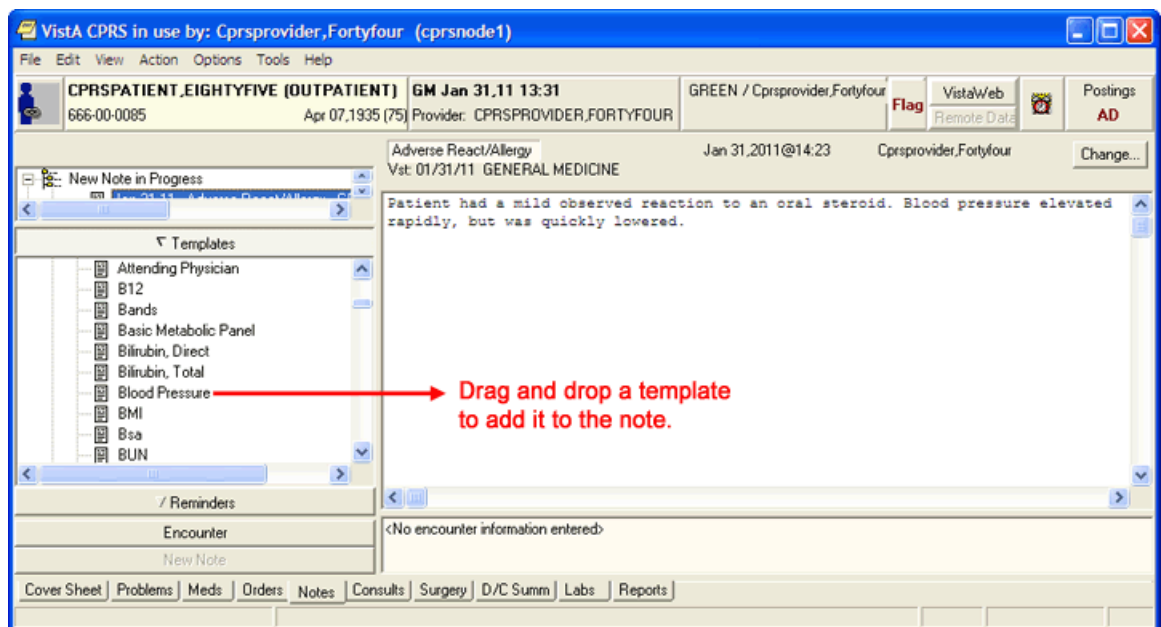 VistA CPRS in use by: Cprsprovider,Fortyfour (cprsnode1)
File Edit View Action Options Tools Help
CPRSPATIENT,EIGHTYFIVE (OUTPATIENT)
666-00-0085 Apr 07,1935 (75)
GM Jan 31,11 13:31
Provider: CPRSPROVIDER,FORTYFOUR
GREEN / Cprsprovider,Fortyfour
Flag
VistaWeb
Remote Data
Postings
AD
New Note in Progress
Jan 31,11 Adverse React/Allergy,
Adverse React/Allergy Jan 31,2011@14:23 Cprsprovider,Fortyfour
Vst: 01/31/11 GENERAL MEDICINE
Change...
Patient had a mild observed reaction to an oral steroid. Blood pressure elevated
rapidly, but was quickly lowered.
Templates
Attending Physician
B12
Bands
Basic Metabolic Panel
Bilirubin, Direct
Bilirubin, Total
Blood Pressure
BMI
Bsa
BUN
Drag and drop a template
to add it to the note.
/ Reminders
Encounter
New Note
<No encounter information entered>
Cover Sheet Problems Meds Orders Notes Consults Surgery D/C Summ Labs Reports